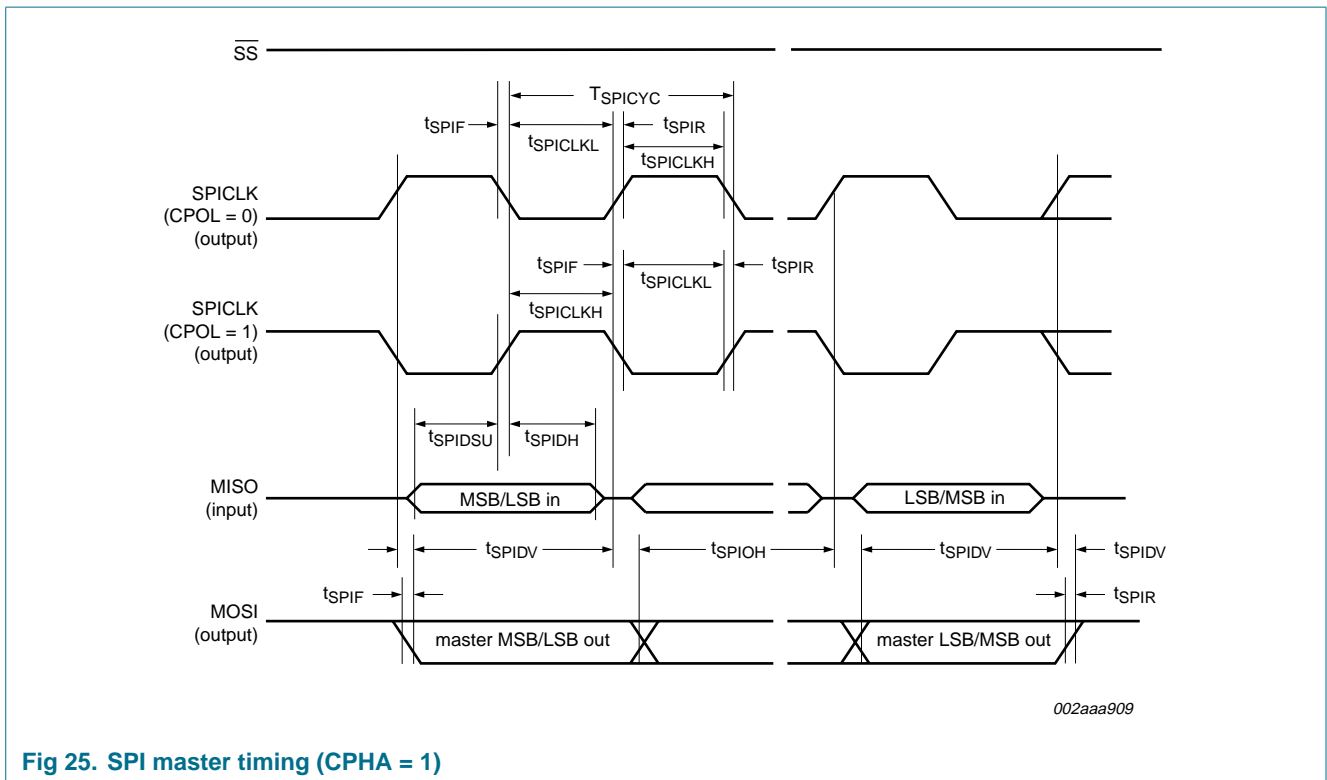 SS
TSPICYC
tSPIF
tSPIR
tSPICLKL
tSPICLKH
SPICLK
(CPOL = 0)
(output)
tSPIF
tSPICLKL
tSPIR
tSPICLKH
SPICLK
(CPOL = 1)
(output)
tSPIDSU
tSPIDH
MISO
(input)
MSB/LSB in
LSB/MSB in
tSPIDV
tSPIOH
tSPIDV
tSPIDV
tSPIF
tSPIR
MOSI
(output)
master MSB/LSB out
master LSB/MSB out
002aaa909
Fig 25. SPI master timing (CPHA = 1)